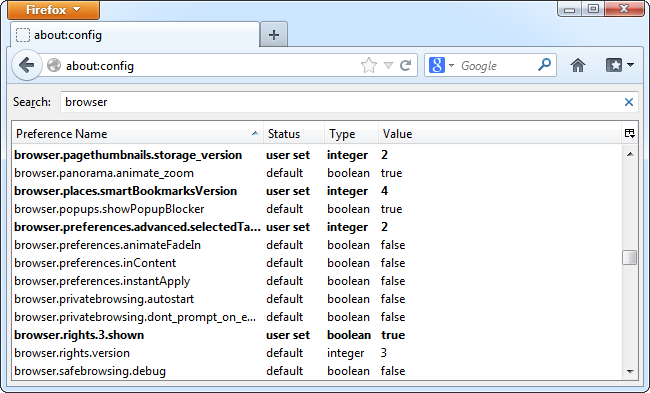 Firefox
about:config
about:config Google
Search: browser
Preference Name Status Type Value
browser.pagethumbnails.storage_version user set integer 2
browser.panorama.animate_zoom default boolean true
browser.places.smartBookmarksVersion user set integer 4
browser.popups.showPopupBlocker default boolean true
browser.preferences.advanced.selectedTa... user set integer 2
browser.preferences.animateFadeIn default boolean false
browser.preferences.inContent default boolean false
browser.preferences.instantApply default boolean false
browser.privatebrowsing.autostart default boolean false
browser.privatebrowsing.dont_prompt_on_e... default boolean false
browser.rights.3.shown user set boolean true
browser.rights.version default integer 3
browser.safebrowsing.debug default boolean false